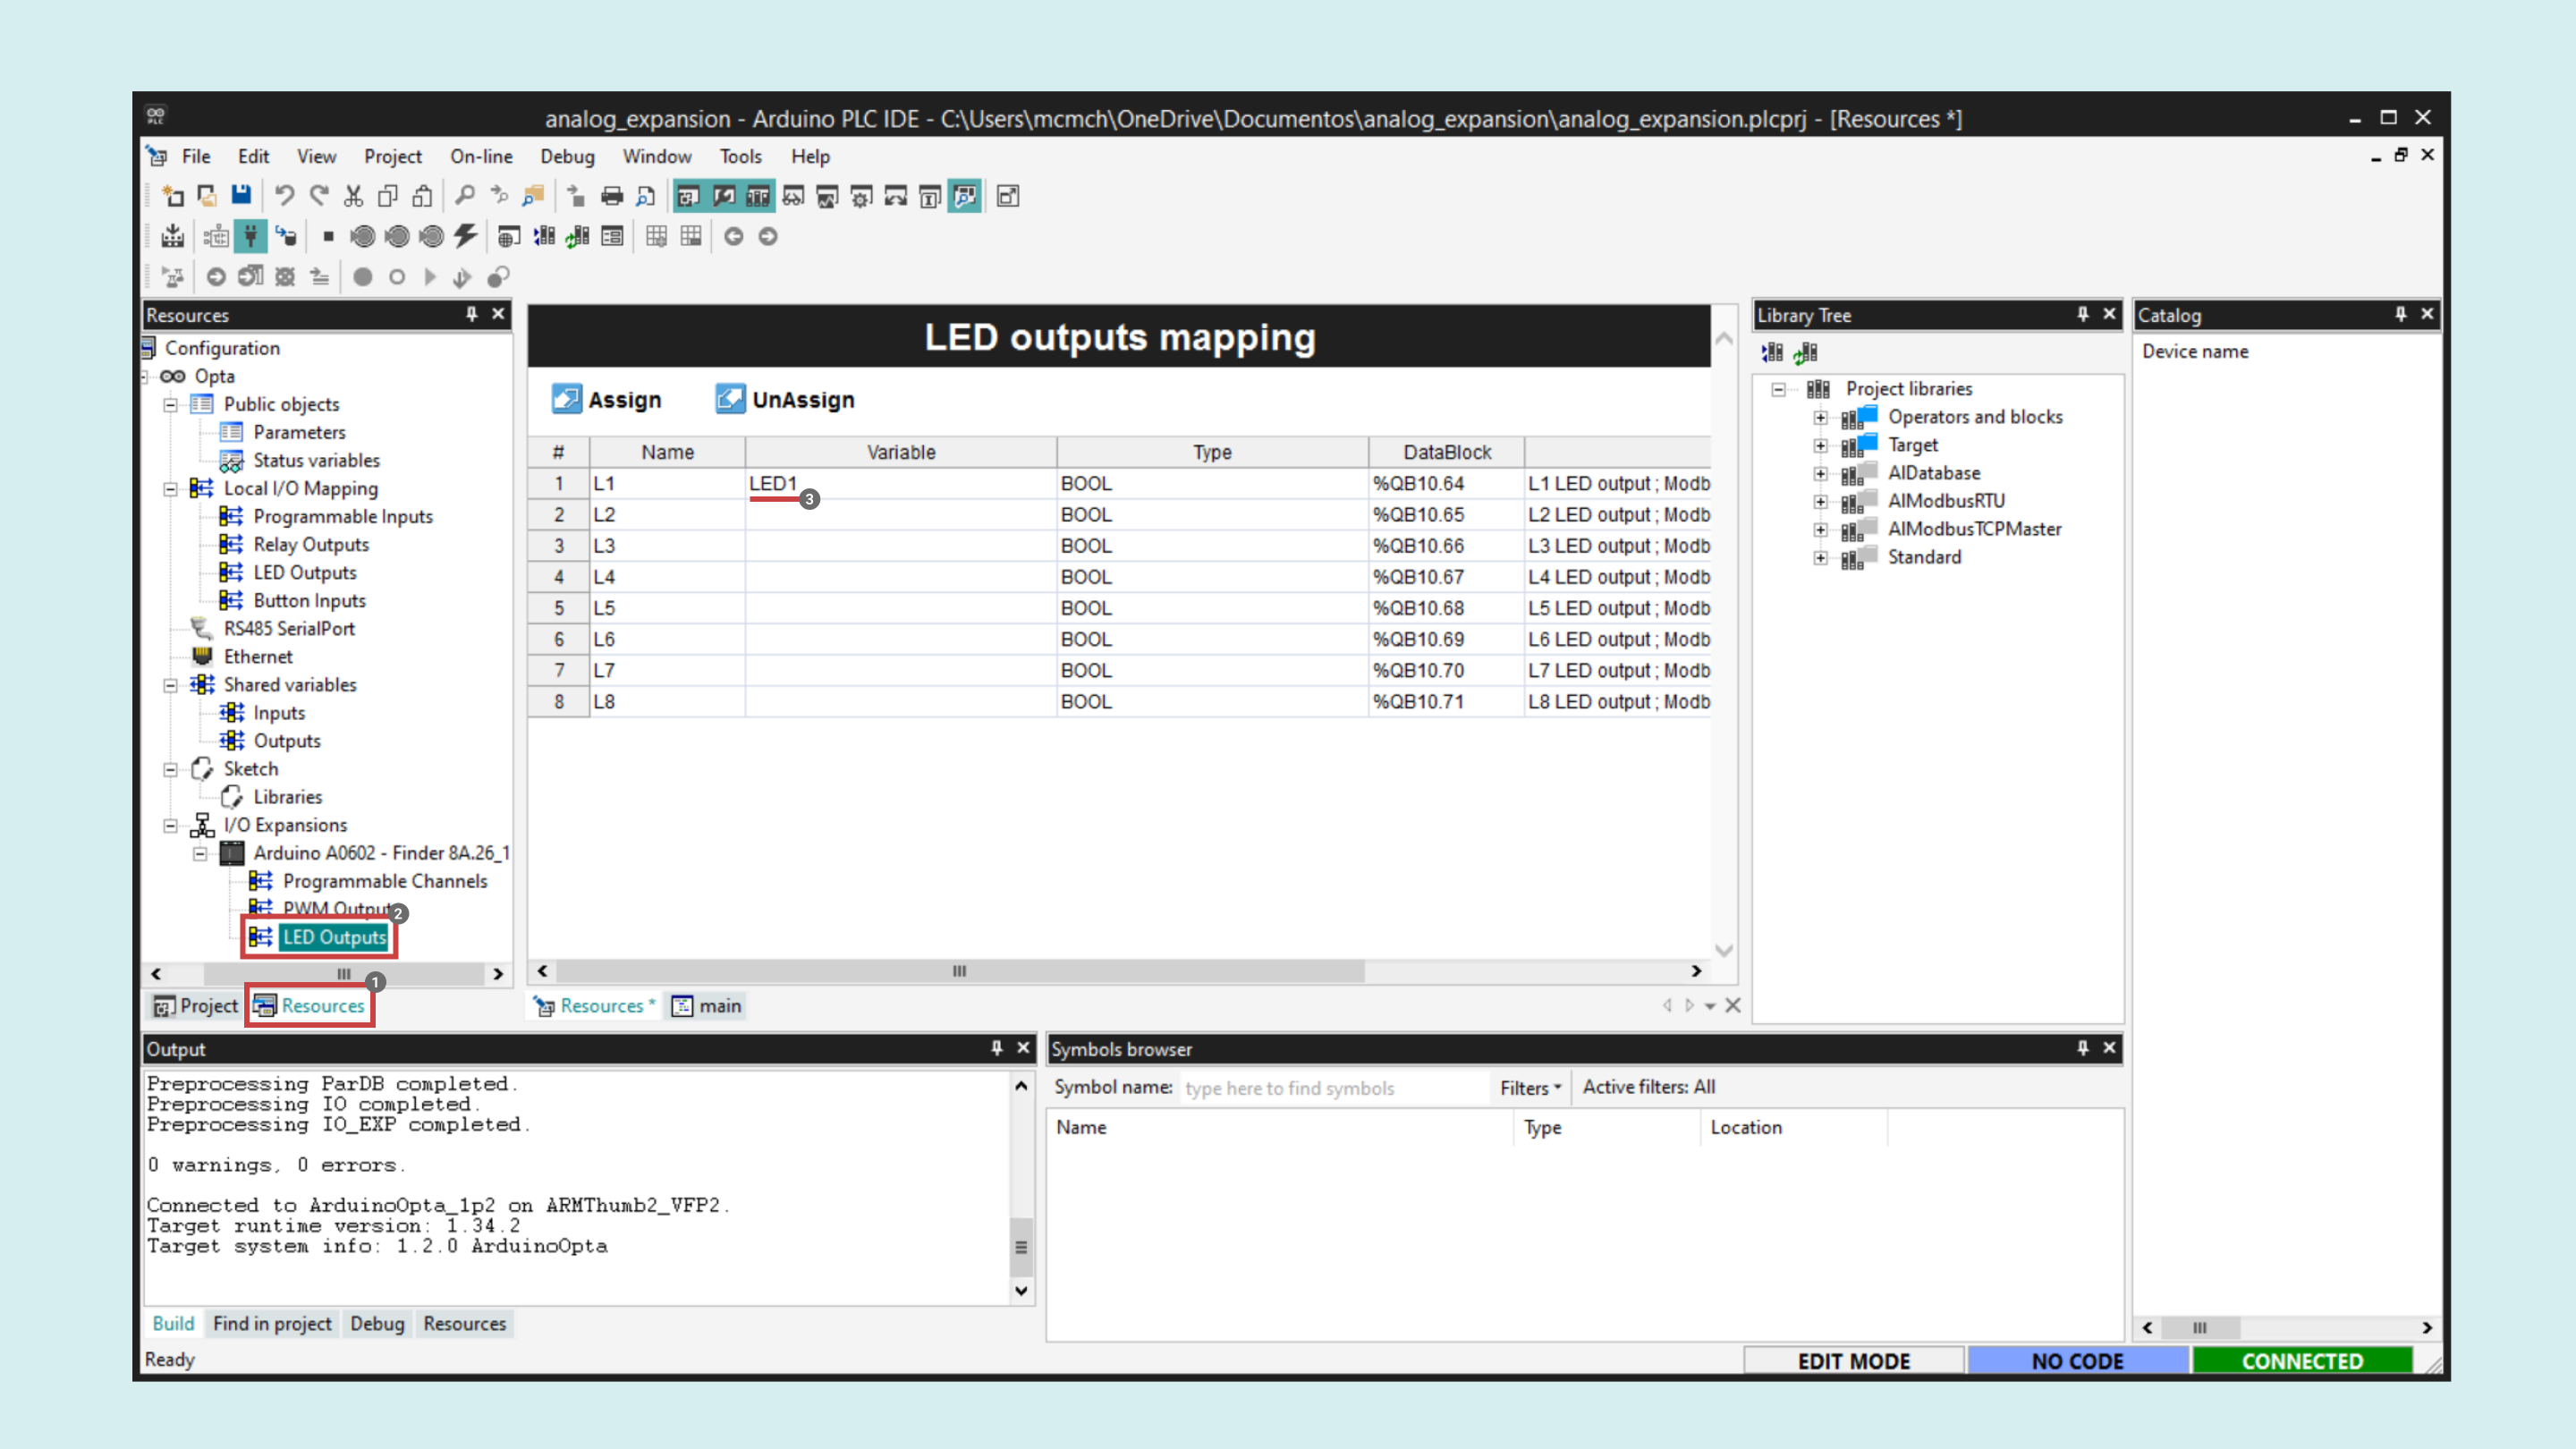 analog_expansion - Arduino PLC IDE - C:\Users\mcmch\OneDrive\Documentos\analog_expansion\analog_expansion.plcprj - [Resources *]
File Edit View Project On-line Debug Window Tools Help
Resources
Configuration
Opta
Public objects
Parameters
Status variables
Local I/O Mapping
Programmable Inputs
Relay Outputs
LED Outputs
Button Inputs
RS485 SerialPort
Ethernet
Shared variables
Inputs
Outputs
Sketch
Libraries
I/O Expansions
Arduino A0602 - Finder 8A.26_1
Programmable Channels
PWM Output
2
LED Outputs
1
Project Resources
LED outputs mapping
Assign UnAssign
# Name Variable Type DataBlock
1 L1 LED1 BOOL %QB10.64 L1 LED output ; Modb
3
2 L2 BOOL %QB10.65 L2 LED output ; Modb
3 L3 BOOL %QB10.66 L3 LED output ; Modb
4 L4 BOOL %QB10.67 L4 LED output ; Modb
5 L5 BOOL %QB10.68 L5 LED output ; Modb
6 L6 BOOL %QB10.69 L6 LED output ; Modb
7 L7 BOOL %QB10.70 L7 LED output ; Modb
8 L8 BOOL %QB10.71 L8 LED output ; Modb
Resources * main
Library Tree
Project libraries
Operators and blocks
Target
AlDatabase
AlModbusRTU
AlModbusTCPMaster
Standard
Catalog
Device name
Output
Preprocessing ParDB completed.
Preprocessing IO completed.
Preprocessing IO_EXP completed.
0 warnings, 0 errors.
Connected to ArduinoOpta_1p2 on ARMThumb2_VFP2.
Target runtime version: 1.34.2
Target system info: 1.2.0 ArduinoOpta
Build Find in project Debug Resources
Symbols browser
Symbol name: type here to find symbols Filters Active filters: All
Name Type Location
Ready EDIT MODE NO CODE CONNECTED